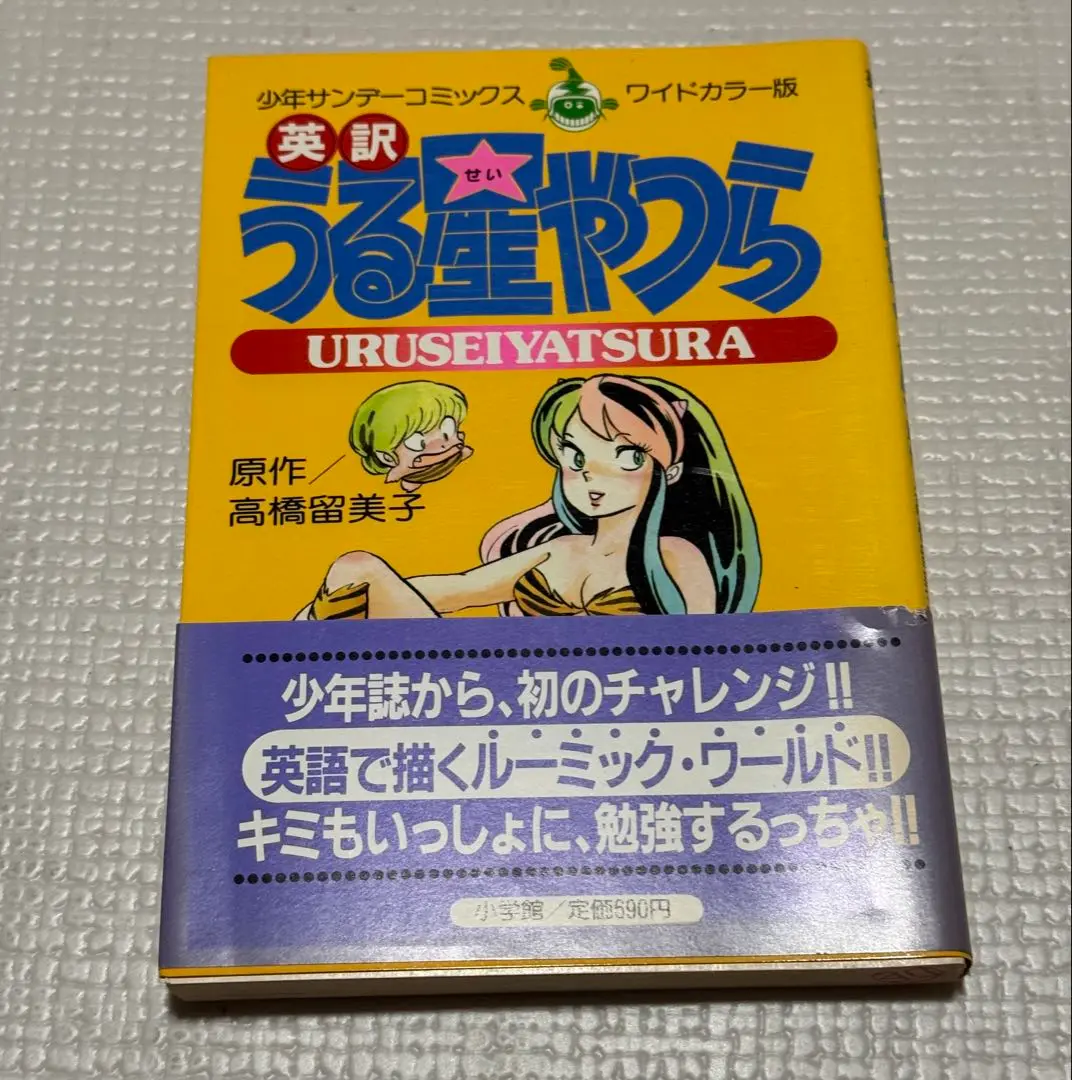 少年サンデーコミックス ワイドカラー版
英訳
うる星やつら
せい
URUSEIYATSURA
原作／
高橋留美子
少年誌から、初のチャレンジ!!
英語で描くルーミック・ワールド!!
キミもいっしょに、勉強するっちゃ!!
小学館／定価690円